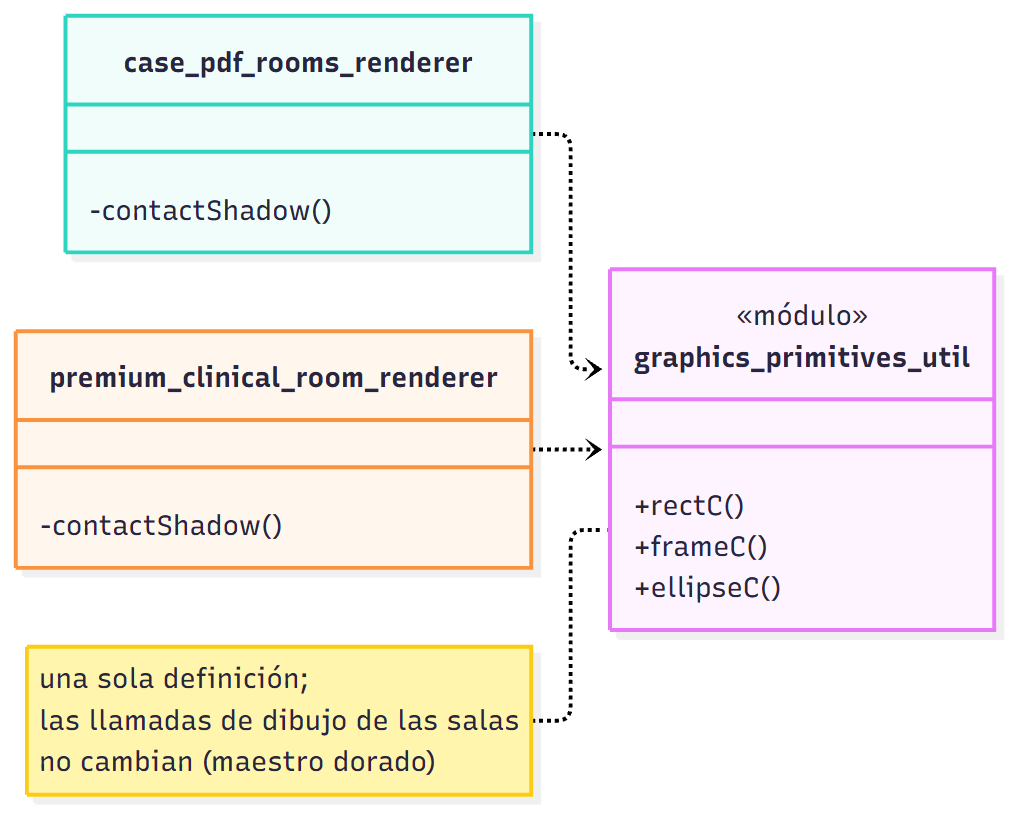 case_pdf_rooms_renderer
-contactShadow()
premium_clinical_room_renderer
-contactShadow()
«módulo»
graphics_primitives_util
+rectC()
+frameC()
+ellipseC()
una sola definición;
las llamadas de dibujo de las salas
no cambian (maestro dorado)